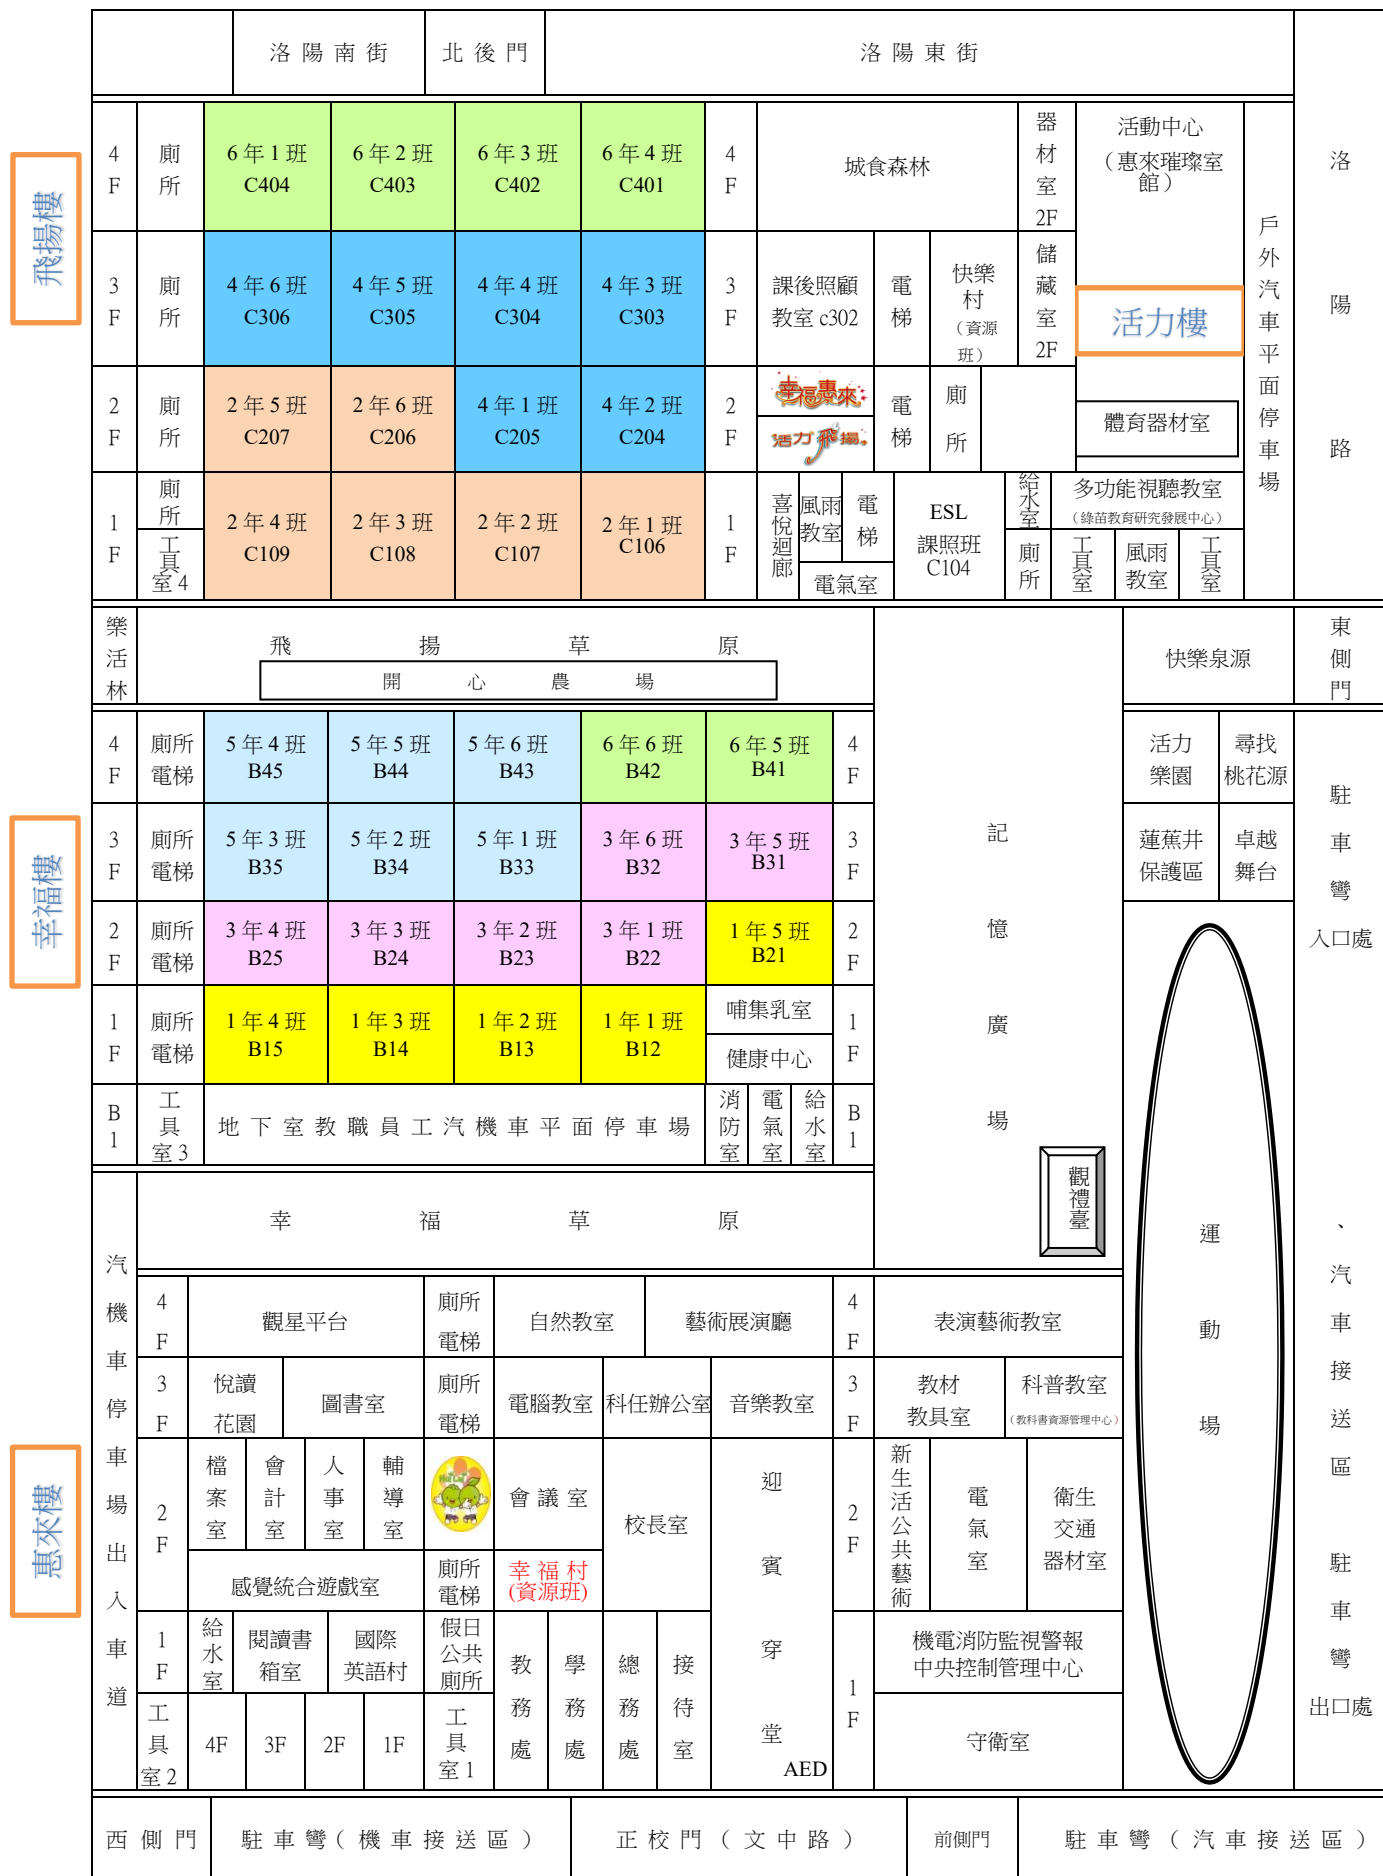 洛陽南街
北後門
洛陽東街
洛陽路
飛揚樓
4F
廁所
6年1班
C404
6年2班
C403
6年3班
C402
6年4班
C401
4F
城食森林
器材室2F
活動中心
（惠來璀璨室館）
戶外汽車平面停車場
3F
廁所
4年6班
C306
4年5班
C305
4年4班
C304
4年3班
C303
3F
課後照顧
教室c302
電梯
快樂村
（資源班）
儲藏室2F
活力樓
2F
廁所
2年5班
C207
2年6班
C206
4年1班
C205
4年2班
C204
2F
幸福惠來
活力飛揚
電梯
廁所
體育器材室
1F
廁所
工具室4
2年4班
C109
2年3班
C108
2年2班
C107
2年1班
C106
1F
喜悅迴廊
風雨教室
電梯
電氣室
ESL
課照班
C104
給水室
廁所
多功能視聽教室
（綠苗教育研究發展中心）
工具室
風雨教室
工具室
樂活林
飛揚草原
開心農場
記憶廣場
快樂泉源
東側門
幸福樓
4F
廁所
電梯
5年4班
B45
5年5班
B44
5年6班
B43
6年6班
B42
6年5班
B41
4F
活力樂園
尋找桃花源
3F
廁所
電梯
5年3班
B35
5年2班
B34
5年1班
B33
3年6班
B32
3年5班
B31
3F
蓮蕉井保護區
卓越舞台
2F
廁所
電梯
3年4班
B25
3年3班
B24
3年2班
B23
3年1班
B22
1年5班
B21
2F
1F
廁所
電梯
1年4班
B15
1年3班
B14
1年2班
B13
1年1班
B12
哺集乳室
健康中心
1F
B1
工具室3
地下室教職員工汽機車平面停車場
消防室
電氣室
給水室
B1
觀禮臺
運動場
駐車彎入口處、汽車接送區駐車彎出口處
幸福草原
汽機車停車場出入車道
惠來樓
4F
觀星平台
廁所
電梯
自然教室
藝術展演廳
4F
表演藝術教室
3F
悅讀花園
圖書室
廁所
電梯
電腦教室
科任辦公室
音樂教室
3F
教材
教具室
科普教室
（教科書資源管理中心）
2F
檔案室
會計室
人事室
輔導室
Hui Lai
會議室
校長室
迎賓穿堂
AED
2F
新生活公共藝術
電氣室
衛生
交通
器材室
感覺統合遊戲室
廁所
電梯
幸福村
(資源班)
1F
給水室
閱讀書箱室
國際
英語村
假日
公共
廁所
教務處
學務處
總務處
接待室
1F
機電消防監視警報
中央控制管理中心
工具室2
4F
3F
2F
1F
工具室1
守衛室
西側門
駐車彎(機車接送區)
正校門（文中路）
前側門
駐車彎（汽車接送區）